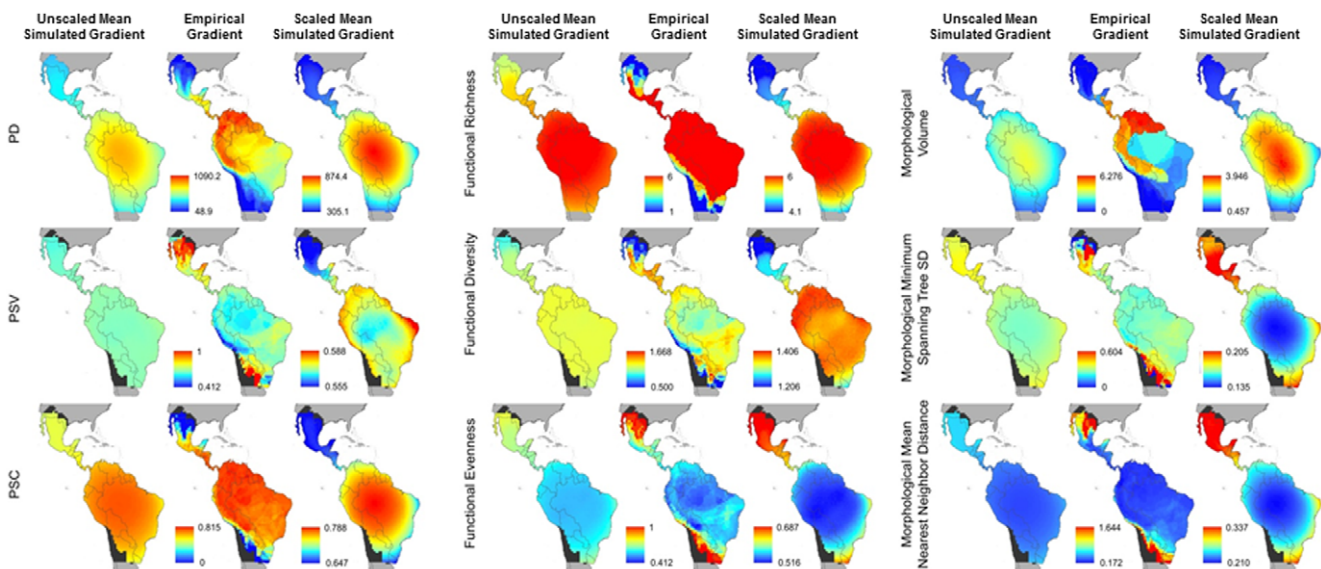 Unscaled Mean
Simulated Gradient
Empirical
Gradient
Scaled Mean
Simulated Gradient
Unscaled Mean
Simulated Gradient
Empirical
Gradient
Scaled Mean
Simulated Gradient
Unscaled Mean
Simulated Gradient
Empirical
Gradient
Scaled Mean
Simulated Gradient
PD
1090.2
48.9
874.4
305.1
Functional Richness
6
1
6
4.1
Morphological
Volume
6.276
0
3.946
0.457
PSV
1
0.412
0.588
0.555
Functional Diversity
1.668
0.500
1.406
1.206
Morphological Minimum
Spanning Tree SD
0.604
0
0.205
0.135
PSC
0.815
0
0.788
0.647
Functional Evenness
1
0.412
0.687
0.516
Morphological Mean
Nearest Neighbor Distance
1.644
0.172
0.337
0.210